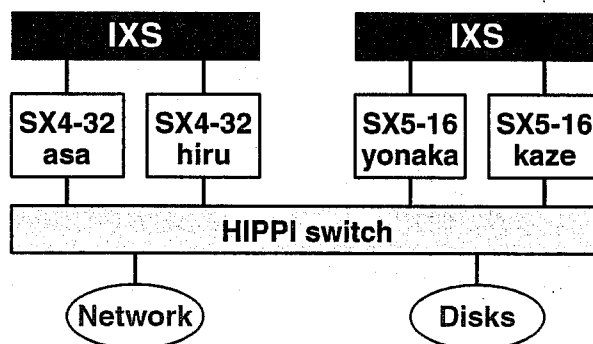 IXS
IXS
SX4-32
asa
SX4-32
hiru
SX5-16
yonaka
SX5-16
kaze
HIPPI switch
Network
Disks